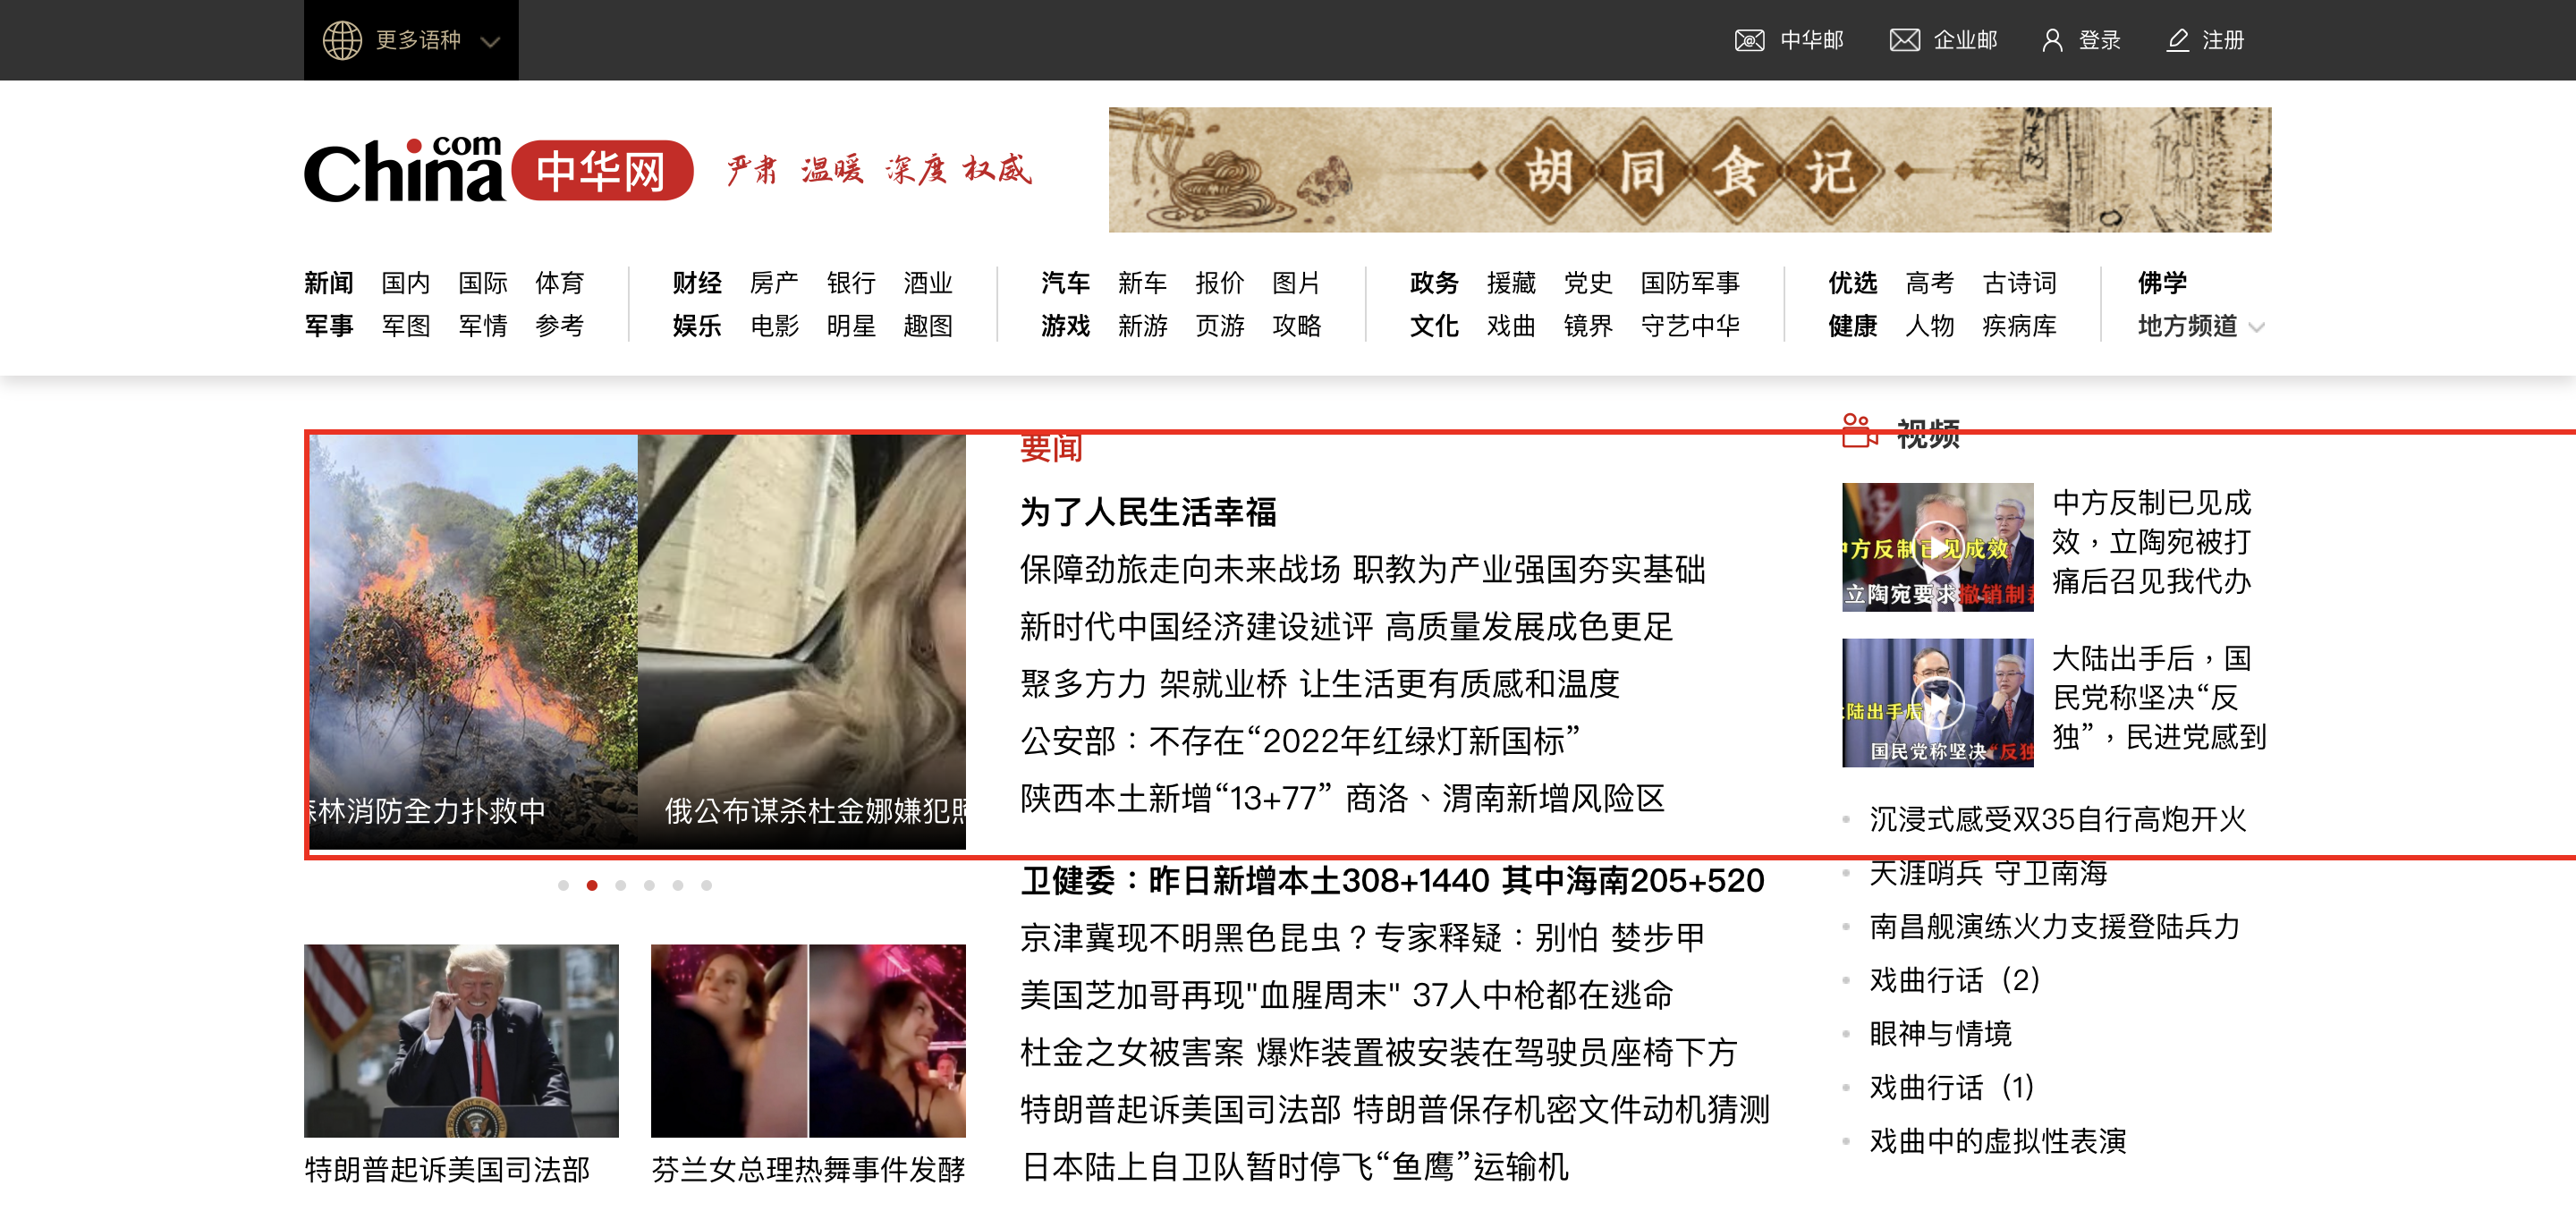 更多语种
中华邮 企业邮 登录 注册
China.com 中华网 严肃 温暖 深度 权威
胡同食记
新闻 国内 国际 体育 财经 房产 银行 酒业 汽车 新车 报价 图片 政务 援藏 党史 国防军事 优选 高考 古诗词 佛学
军事 军图 军情 参考 娱乐 电影 明星 趣图 游戏 新游 页游 攻略 文化 戏曲 镜界 守艺中华 健康 人物 疾病库 地方频道
林消防全力扑救中
俄公布谋杀杜金娜嫌犯照
特朗普起诉美国司法部
芬兰女总理热舞事件发酵
要闻
为了人民生活幸福
保障劲旅走向未来战场 职教为产业强国夯实基础
新时代中国经济建设述评 高质量发展成色更足
聚多方力 架就业桥 让生活更有质感和温度
公安部：不存在“2022年红绿灯新国标”
陕西本土新增“13+77” 商洛、渭南新增风险区
卫健委：昨日新增本土308+1440 其中海南205+520
京津冀现不明黑色昆虫？专家释疑：别怕 婪步甲
美国芝加哥再现"血腥周末" 37人中枪都在逃命
杜金之女被害案 爆炸装置被安装在驾驶员座椅下方
特朗普起诉美国司法部 特朗普保存机密文件动机猜测
日本陆上自卫队暂时停飞“鱼鹰”运输机
视频
中方反制已见成效
立陶宛要求撤销制裁
中方反制已见成
效，立陶宛被打
痛后召见我代办
陆出手后
国民党称坚决“反独
大陆出手后，国
民党称坚决“反
独”，民进党感到
沉浸式感受双35自行高炮开火
天涯哨兵 守卫南海
南昌舰演练火力支援登陆兵力
戏曲行话（2）
眼神与情境
戏曲行话（1）
戏曲中的虚拟性表演